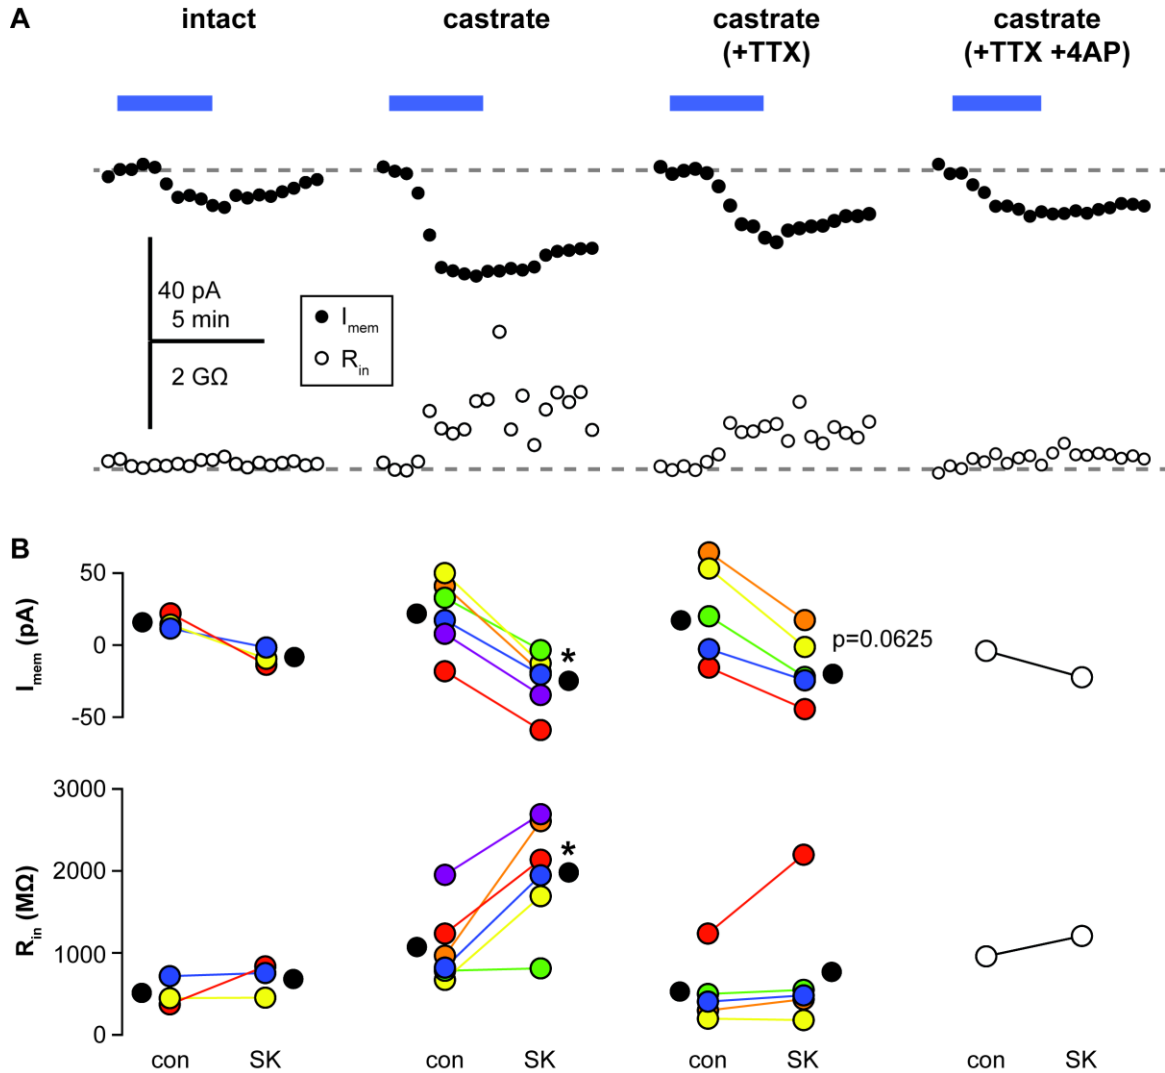 A
intact
castrate
castrate
(+TTX)
castrate
(+TTX +4AP)
40 pA
5 min
2 GΩ
I mem
R in
B
I mem (pA)
50
0
-50
*
p=0.0625
R in (MΩ)
3000
2000
1000
0
*
con SK con SK con SK con SK